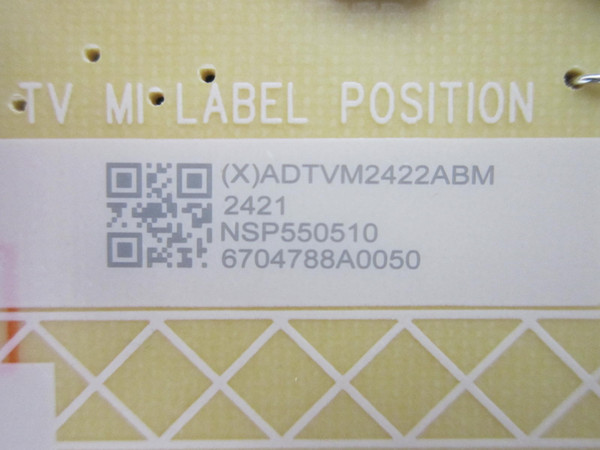 TV MI LABEL POSITION
(X)ADTVM2422ABM
2421
NSP550510
6704788A0050